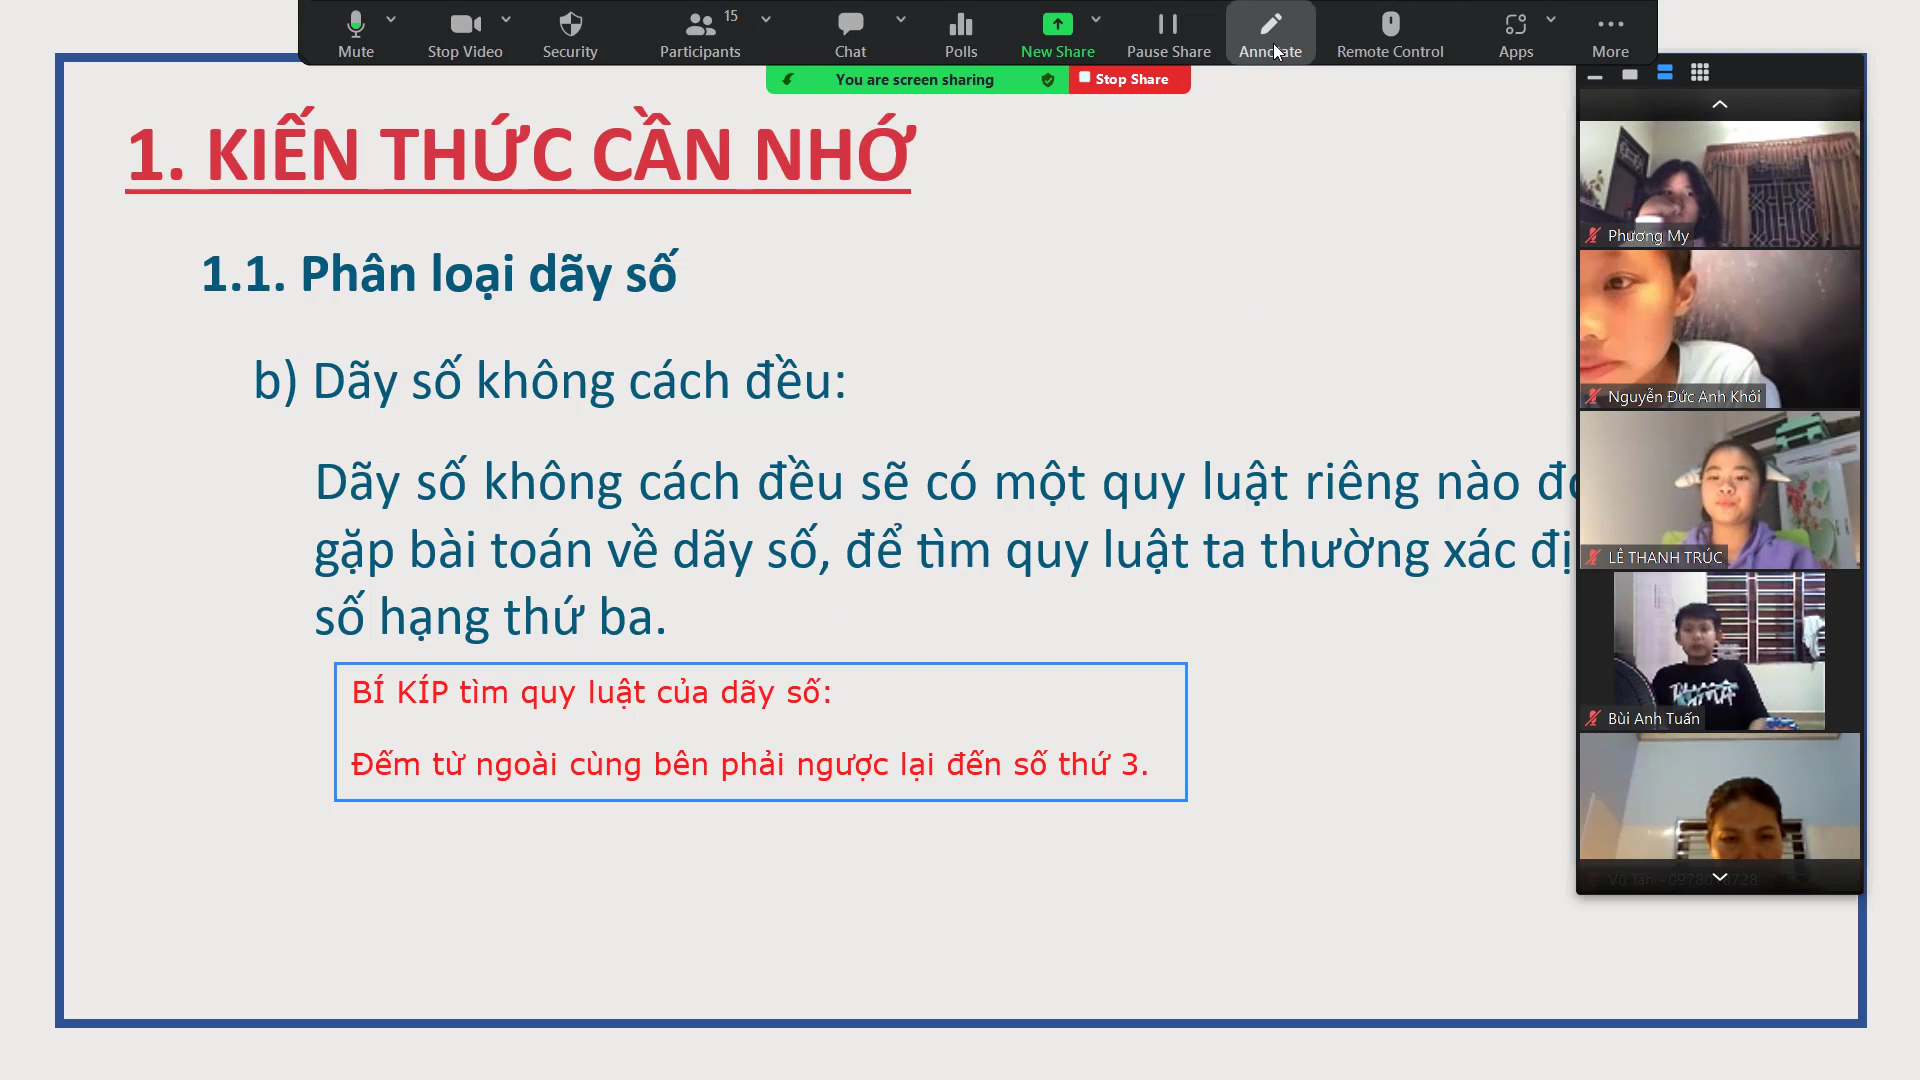 Mute
Stop Video
Security
Participants
15
Chat
Polls
New Share
Pause Share
Annotate
Remote Control
Apps
More
You are screen sharing
Stop Share
1. KIẾN THỨC CẦN NHỚ
1.1. Phân loại dãy số
b) Dãy số không cách đều:
Dãy số không cách đều sẽ có một quy luật riêng nào
gặp bài toán về dãy số, để tìm quy luật ta thường xác
số hạng thứ ba.
BÍ KÍP tìm quy luật của dãy số:
Đếm từ ngoài cùng bên phải ngược lại đến số thứ 3.
Phương My
Nguyễn Đức Anh Khôi
LÊ THANH TRÚC
Bùi Anh Tuấn